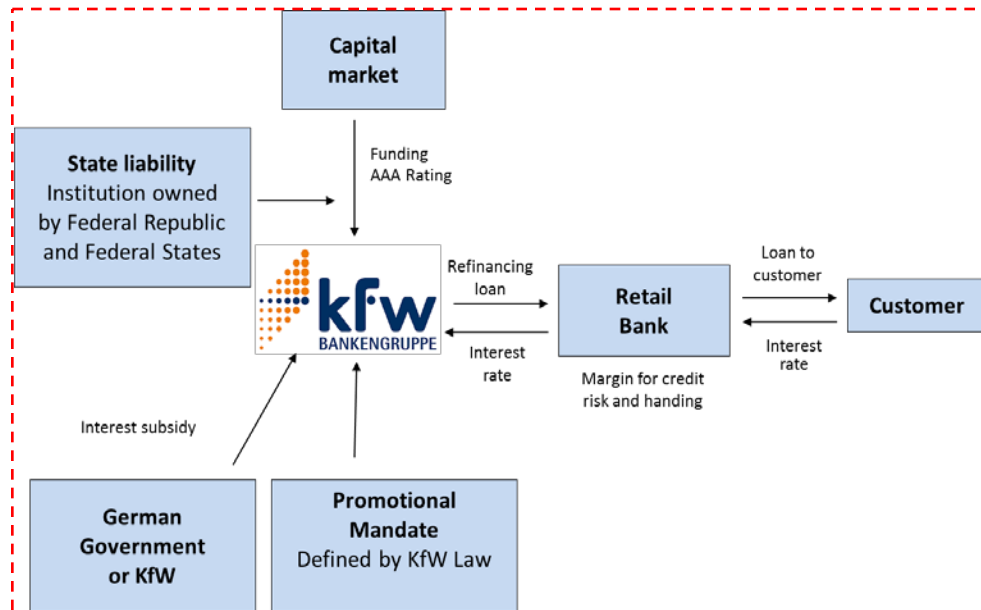 Capital
market
State liability
Institution owned
by Federal Republic
and Federal States
Funding
AAA Rating
kfw
BANKENGRUPPE
Refinancing
loan
Interest
rate
Retail
Bank
Margin for credit
risk and handing
Loan to
customer
Interest
rate
Customer
Interest subsidy
German
Government
or KfW
Promotional
Mandate
Defined by KfW Law